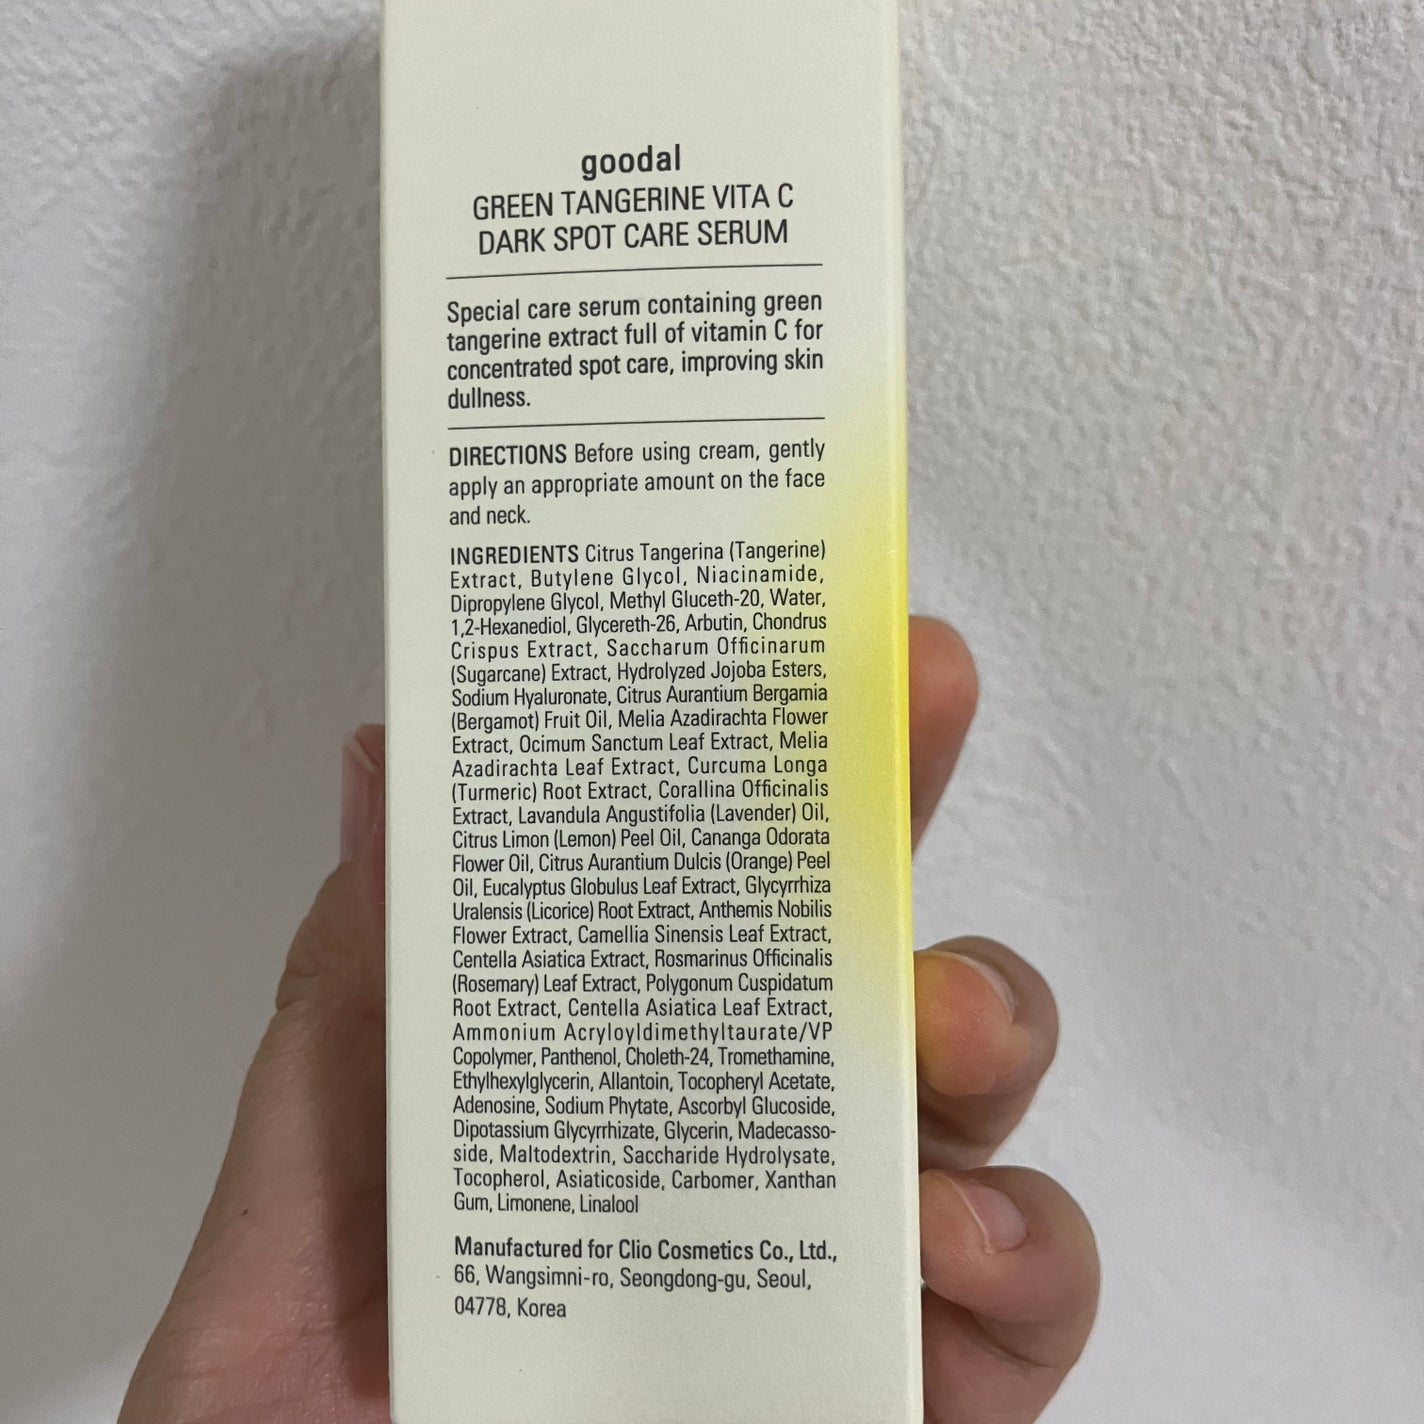 goodal
GREEN TANGERINE VITA C
DARK SPOT CARE SERUM
Special care serum containing green
tangerine extract full of vitamin C for
concentrated spot care, improving skin
dullness.
DIRECTIONS Before using cream, gently
apply an appropriate amount on the face
and neck.
INGREDIENTS Citrus Tangerina (Tangerine)
Extract, Butylene Glycol, Niacinamide,
Dipropylene Glycol, Methyl Gluceth-20, Water,
1,2-Hexanediol, Glycereth-26, Arbutin, Chondrus
Crispus Extract, Saccharum Officinarum
(Sugarcane) Extract, Hydrolyzed Jojoba Esters,
Sodium Hyaluronate, Citrus Aurantium Bergamia
(Bergamot) Fruit Oil, Melia Azadirachta Flower
Extract, Ocimum Sanctum Leaf Extract, Melia
Azadirachta Leaf Extract, Curcuma Longa
(Turmeric) Root Extract, Corallina Officinalis
Extract, Lavandula Angustifolia (Lavender) Oil,
Citrus Limon (Lemon) Peel Oil, Cananga Odorata
Flower Oil, Citrus Aurantium Dulcis (Orange) Peel
Oil, Eucalyptus Globulus Leaf Extract, Glycyrrhiza
Uralensis (Licorice) Root Extract, Anthemis Nobilis
Flower Extract, Camellia Sinensis Leaf Extract,
Centella Asiatica Extract, Rosmarinus Officinalis
(Rosemary) Leaf Extract, Polygonum Cuspidatum
Root Extract, Centella Asiatica Leaf Extract,
Ammonium Acryloyldimethyltaurate/VP
Copolymer, Panthenol, Choleth-24, Tromethamine,
Ethylhexylglycerin, Allantoin, Tocopheryl Acetate,
Adenosine, Sodium Phytate, Ascorbyl Glucoside,
Dipotassium Glycyrrhizate, Glycerin, Madecasso-
side, Maltodextrin, Saccharide Hydrolysate,
Tocopherol, Asiaticoside, Carbomer, Xanthan
Gum, Limonene, Linalool
Manufactured for Clio Cosmetics Co., Ltd.,
66, Wangsimni-ro, Seongdong-gu, Seoul,
04778, Korea